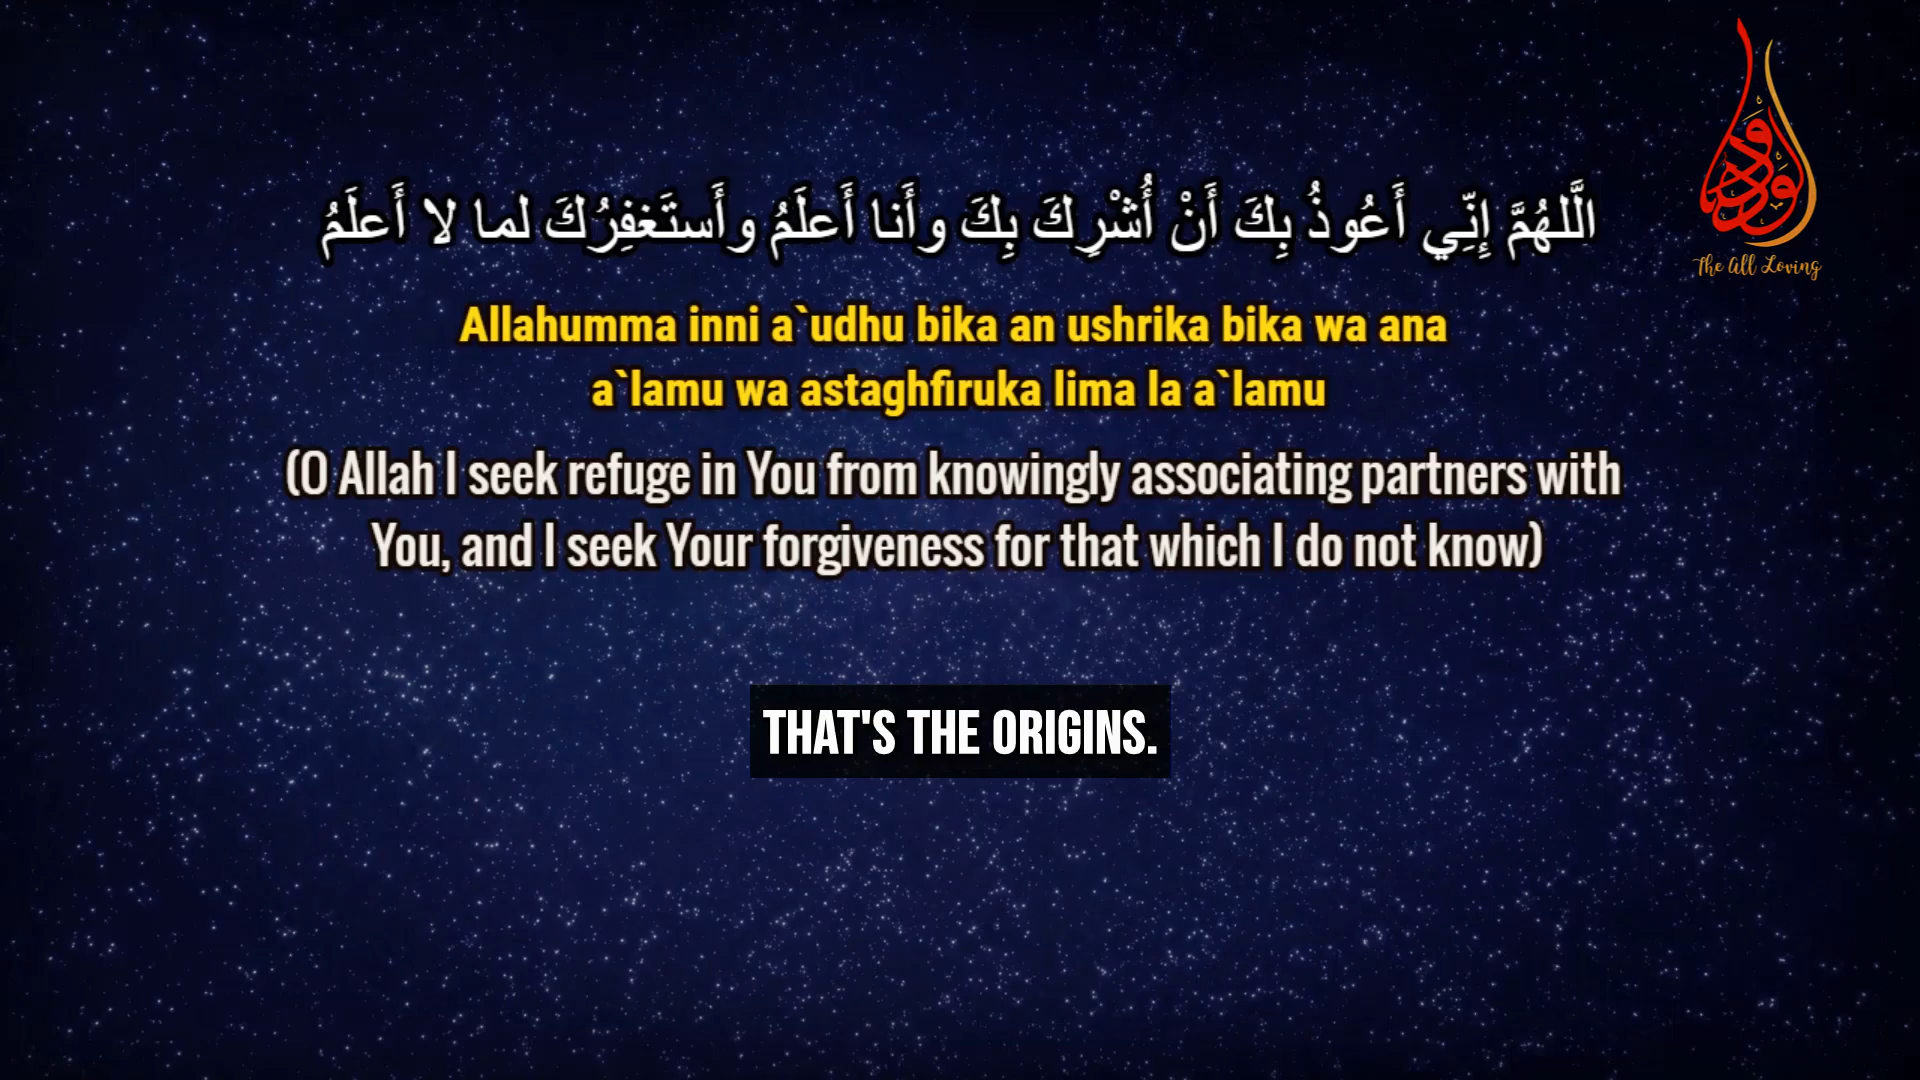 الَّلهُمَّ إِنِّي أَعُوذُ بِكَ أَنْ أُشْرِكَ بِكَ وأَنا أَعلَمُ وأَستَغفِرُكَ لما لا أَعلَمُ
Allahumma inni a`udhu bika an ushrika bika wa ana
a`lamu wa astaghfiruka lima la a`lamu
(O Allah I seek refuge in You from knowingly associating partners with
You, and I seek Your forgiveness for that which I do not know)
THAT'S THE ORIGINS.
The All Loving